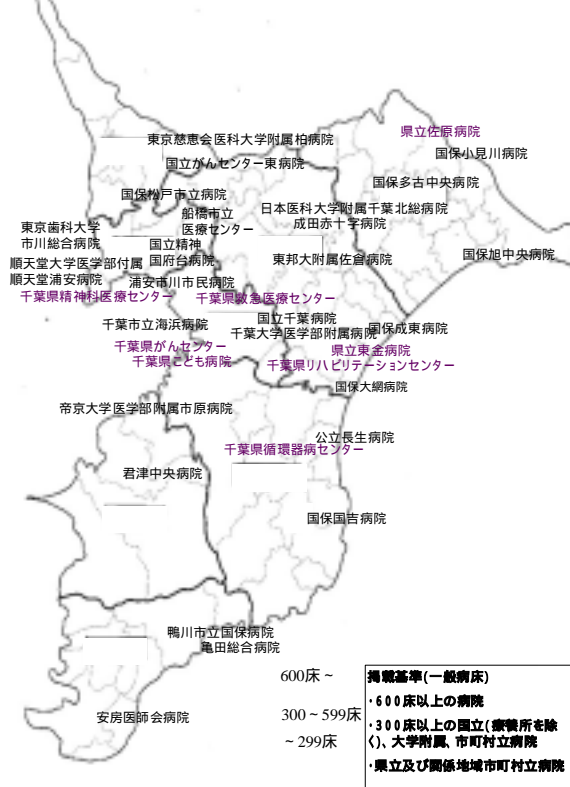 東京慈恵会医科大学附属柏病院
県立佐原病院
国保小見川病院
国立がんセンター東病院
国保多古中央病院
国保松戸市立病院
船橋市立
医療センター
日本医科大学附属千葉北総病院
成田赤十字病院
東京歯科大学
市川総合病院
国立精神
国府台病院
東邦大附属佐倉病院
国保旭中央病院
順天堂大学医学部付属
順天堂浦安病院
浦安市川市民病院
千葉県精神科医療センター
千葉県救急医療センター
千葉市立海浜病院
国立千葉病院
千葉大学医学部附属病院
国保成東病院
千葉県がんセンター
千葉県こども病院
県立東金病院
千葉県リハビリテーションセンター
国保大網病院
帝京大学医学部附属市原病院
公立長生病院
千葉県循環器病センター
君津中央病院
国保国吉病院
鴨川市立国保病院
亀田総合病院
安房医師会病院
600床～
300～599床
～299床
掲載基準(一般病床)
・600床以上の病院
・300床以上の国立(療養所を除
く)、大学附属、市町村立病院
・県立及び関係地域市町村立病院